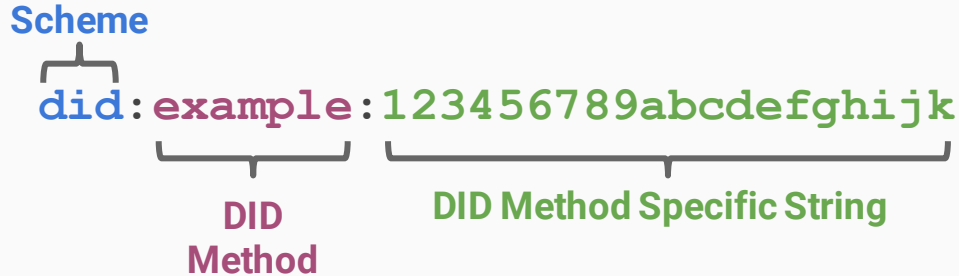 Scheme
did:example:123456789abcdefghijk
DID
Method
DID Method Specific String